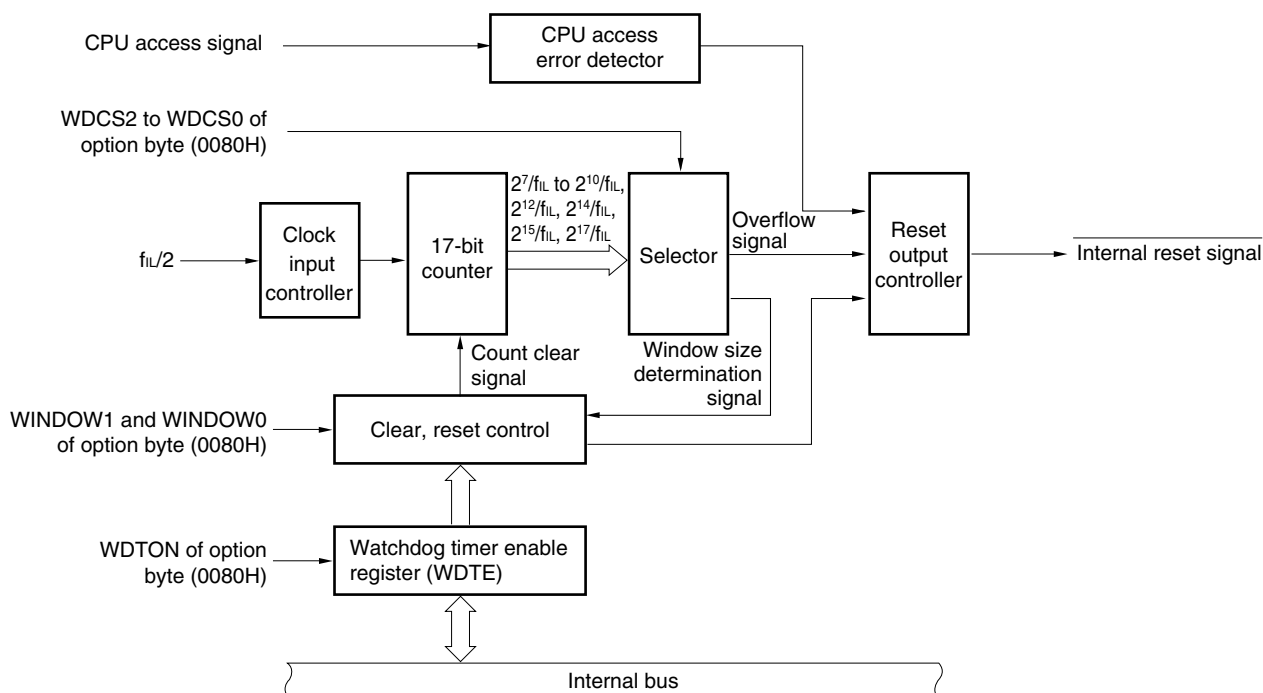 CPU access signal
CPU access
error detector
WDCS2 to WDCS0 of
option byte (0080H)
2⁷/fIL to 2¹⁰/fIL,
2¹²/fIL, 2¹⁴/fIL,
2¹⁵/fIL, 2¹⁷/fIL
fIL/2
Clock
input
controller
17-bit
counter
Selector
Overflow
signal
Reset
output
controller
Internal reset signal
Count clear
signal
Window size
determination
signal
WINDOW1 and WINDOW0
of option byte (0080H)
Clear, reset control
WDTON of option
byte (0080H)
Watchdog timer enable
register (WDTE)
Internal bus